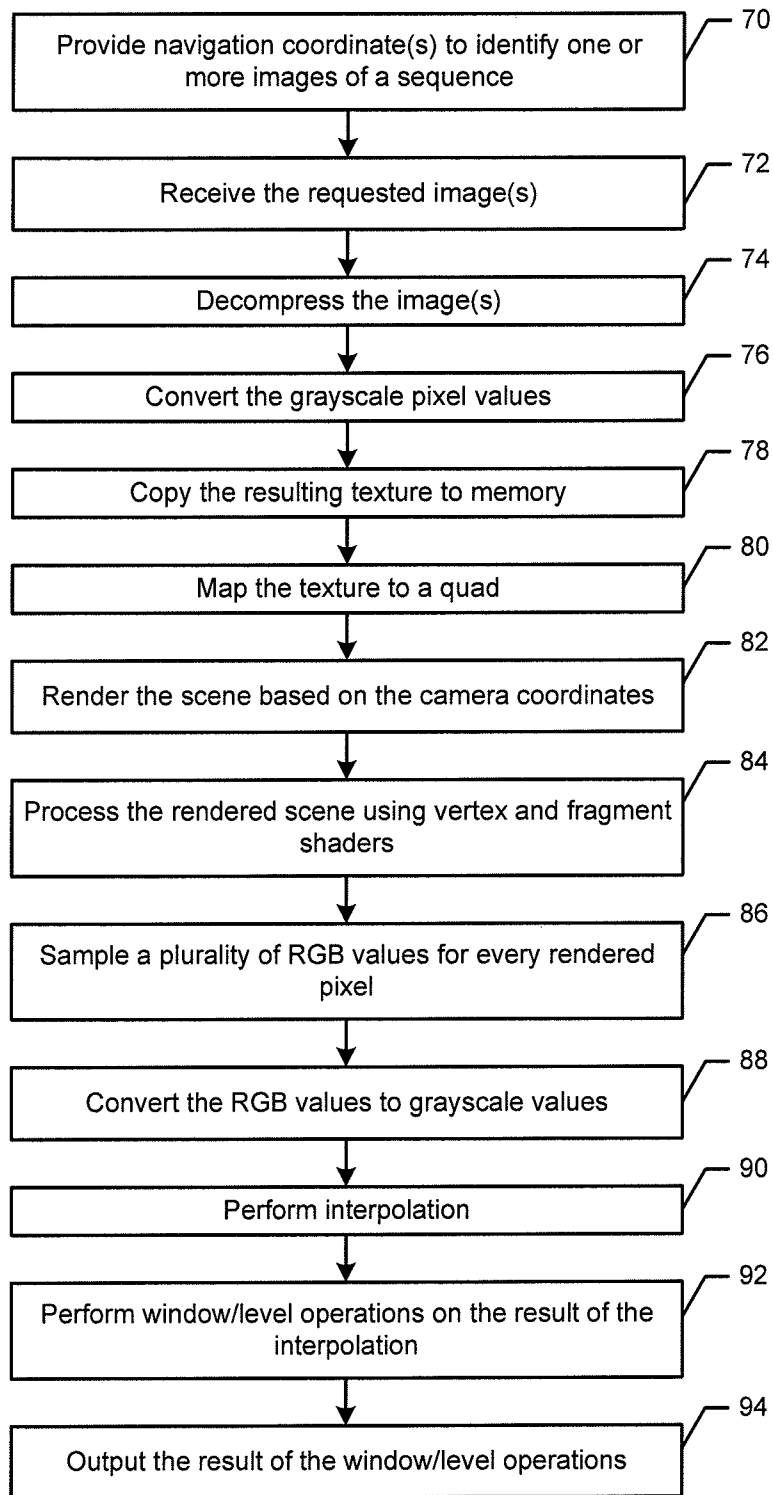 70
Provide navigation coordinate(s) to identify one or
more images of a sequence
72
Receive the requested image(s)
74
Decompress the image(s)
76
Convert the grayscale pixel values
78
Copy the resulting texture to memory
80
Map the texture to a quad
82
Render the scene based on the camera coordinates
84
Process the rendered scene using vertex and fragment
shaders
86
Sample a plurality of RGB values for every rendered
pixel
88
Convert the RGB values to grayscale values
90
Perform interpolation
92
Perform window/level operations on the result of the
interpolation
94
Output the result of the window/level operations